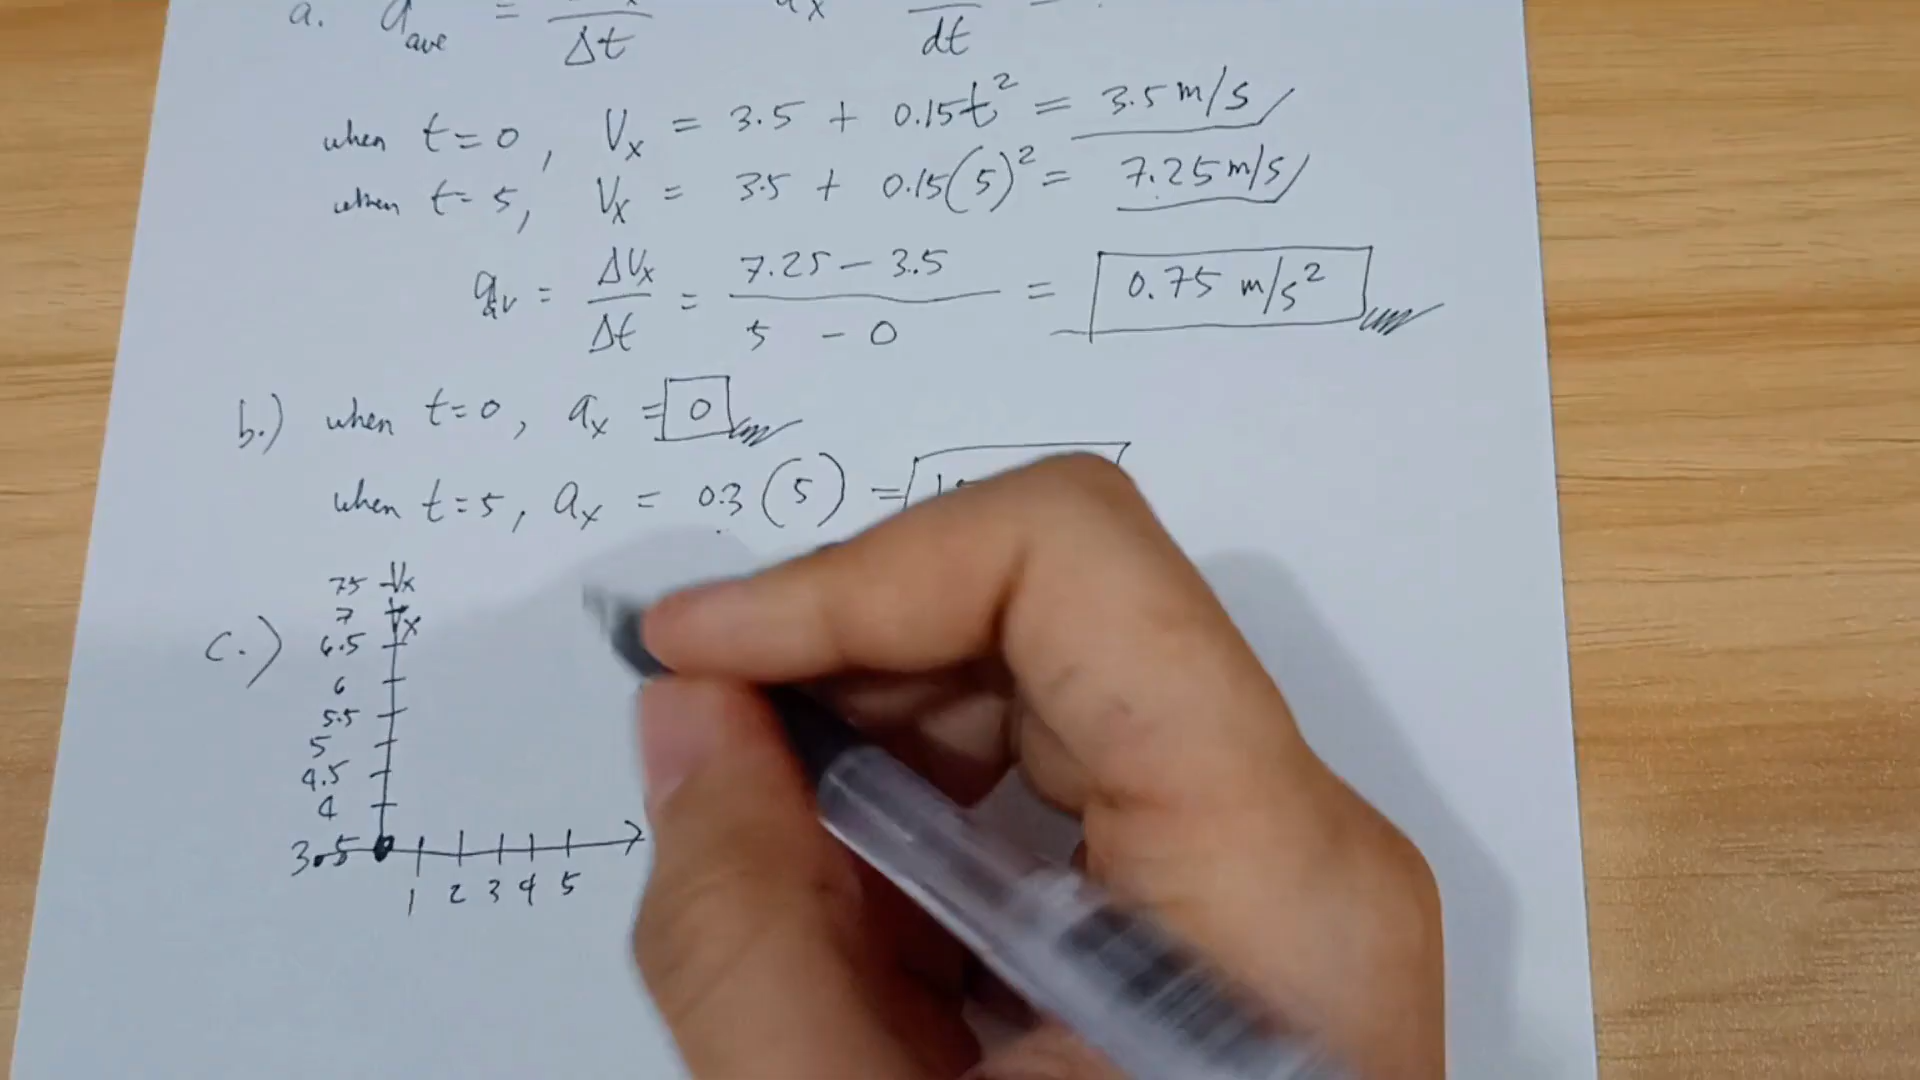 a. a ave = Δt dt
when t=0, Vx = 3.5 + 0.15t² = 3.5 m/s
when t=5, Vx = 3.5 + 0.15(5)² = 7.25 m/s
aav = ΔVx/Δt = 7.25 - 3.5/5 - 0 = 0.75 m/s²
b.) when t=0, ax = 0
when t=5, ax = 0.3(5) =
c.)
7.5 Vx
7 Vx
6.5
6
5.5
5
4.5
4
3.5
1 2 3 4 5